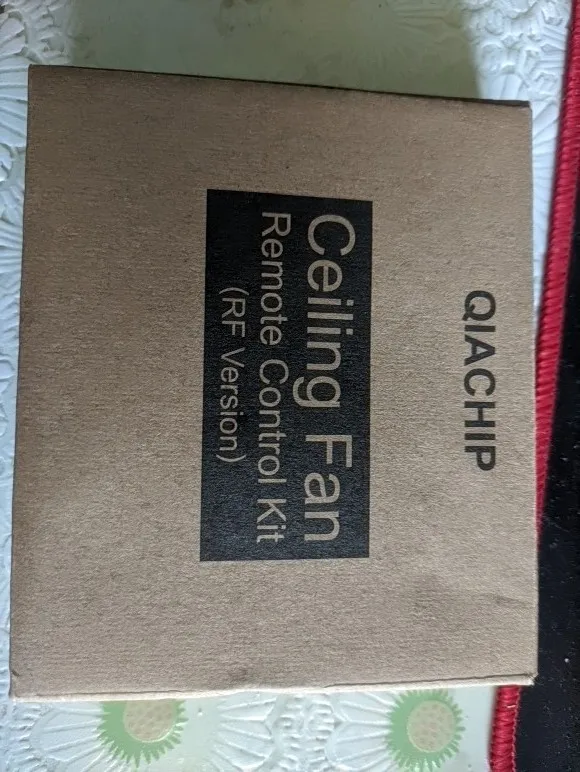 QIACHIP
Ceiling Fan
Remote Control Kit
(RF Version)